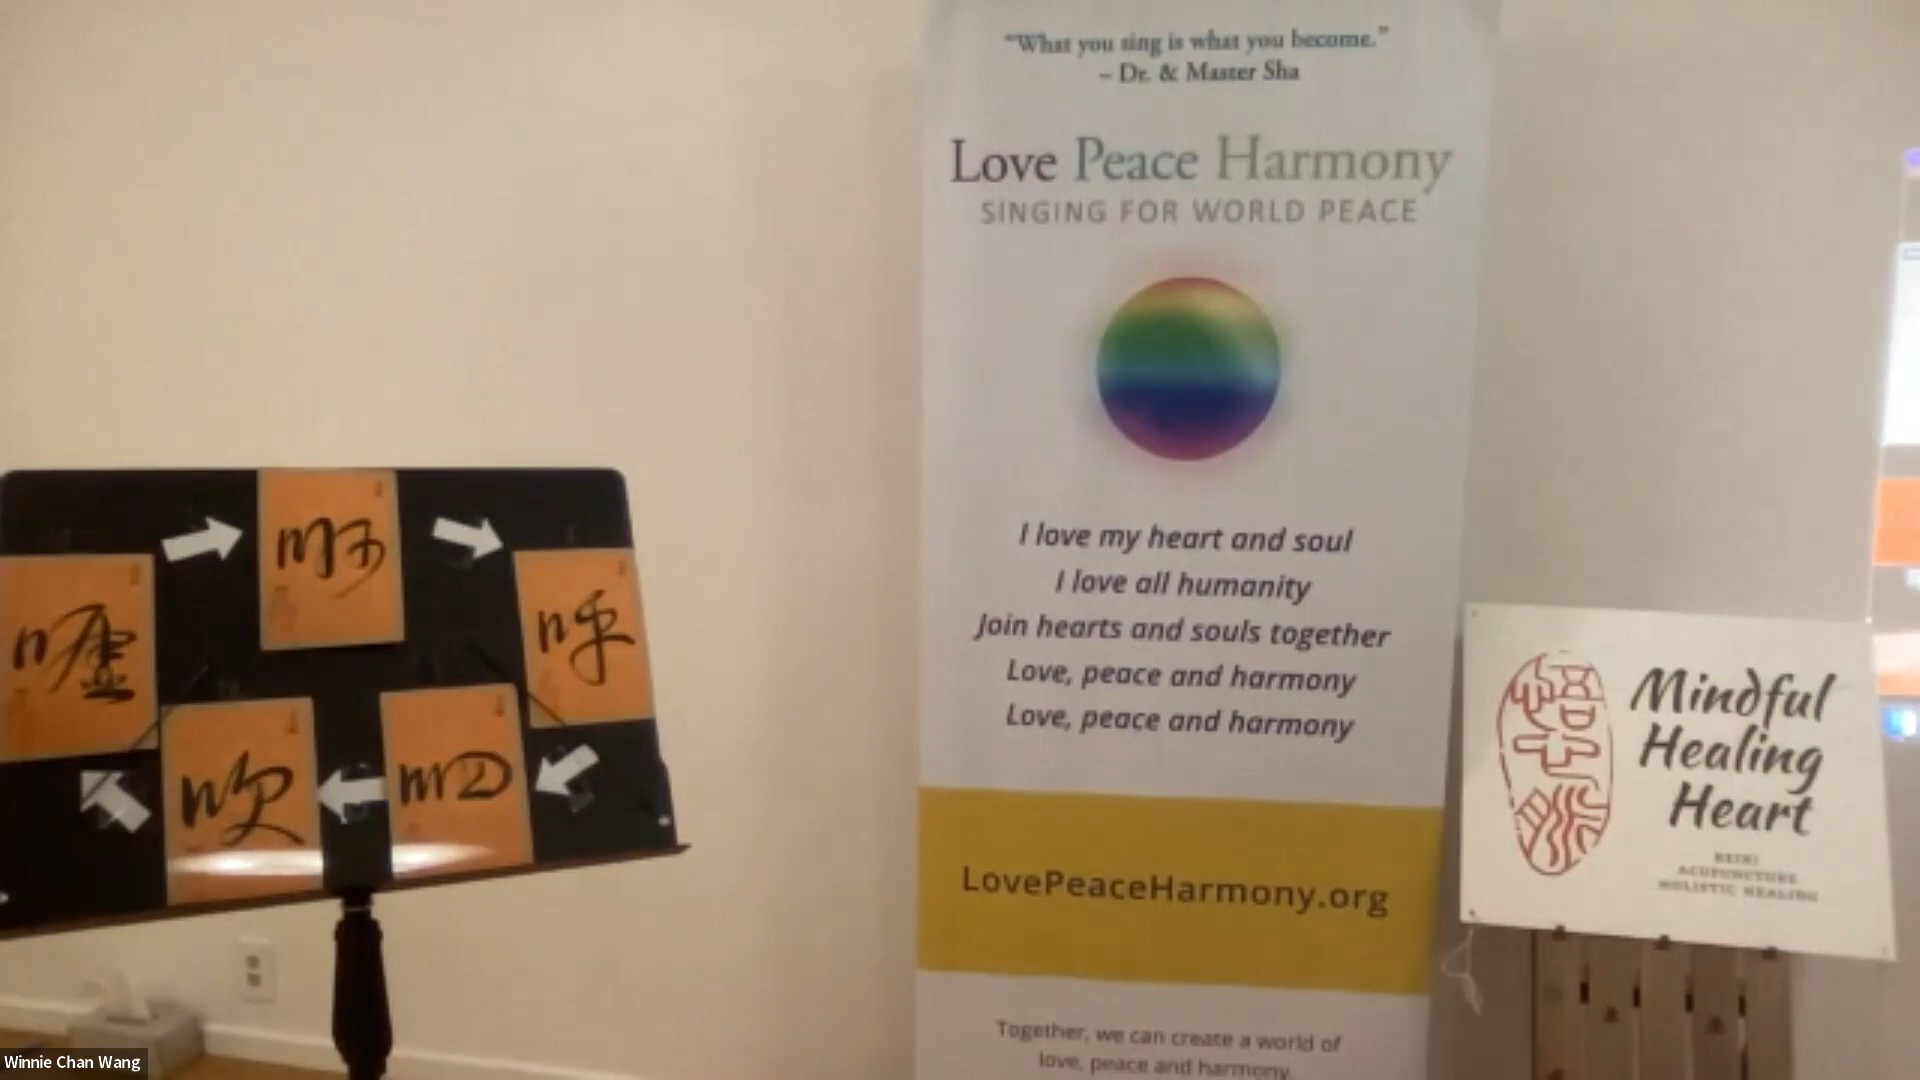 呼
嘘
吹
“What you sing is what you become.”
– Dr. & Master Sha
Love Peace Harmony
SINGING FOR WORLD PEACE
I love my heart and soul
I love all humanity
Join hearts and souls together
Love, peace and harmony
Love, peace and harmony
LovePeaceHarmony.org
Together, we can create a world of
love, peace and harmony.
Mindful
Healing
Heart
REIKI
ACUPUNCTURE
HOLISTIC HEALING
Winnie Chan Wang